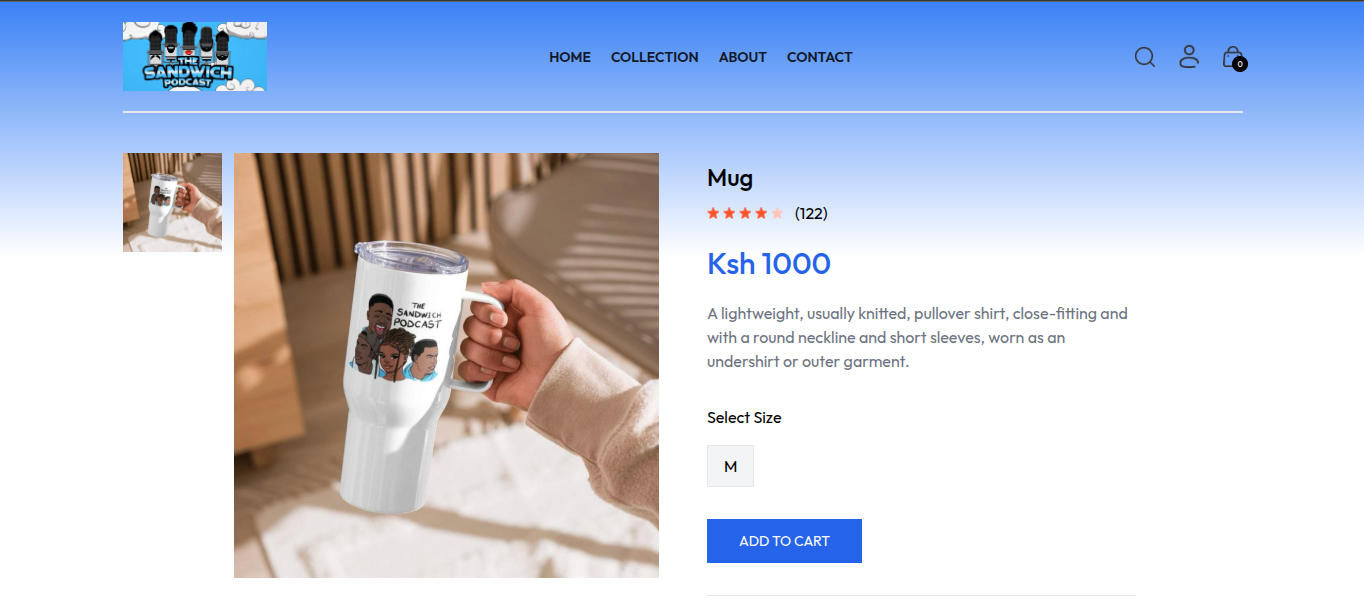 THE
SANDWICH
PODCAST
HOME
COLLECTION
ABOUT
CONTACT
0
THE
SANDWICH
PODCAST
Mug
(122)
Ksh 1000
A lightweight, usually knitted, pullover shirt, close-fitting and
with a round neckline and short sleeves, worn as an
undershirt or outer garment.
Select Size
M
ADD TO CART